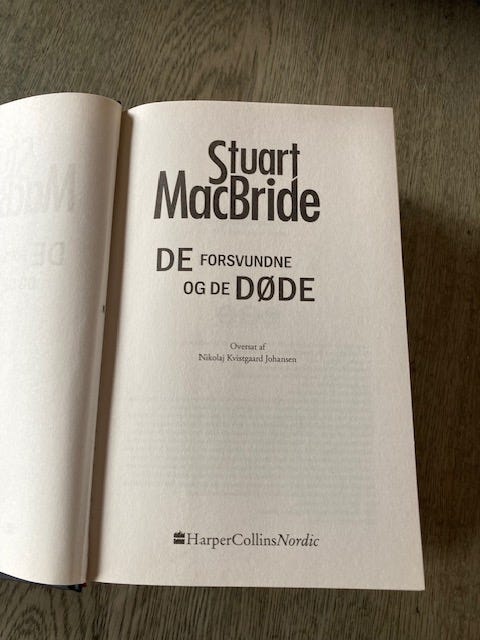 Stuart
MacBride
DE FORSVUNDNE
OG DE DØDE
Oversat af
Nikolaj Kvistgaard Johansen
HarperCollinsNordic